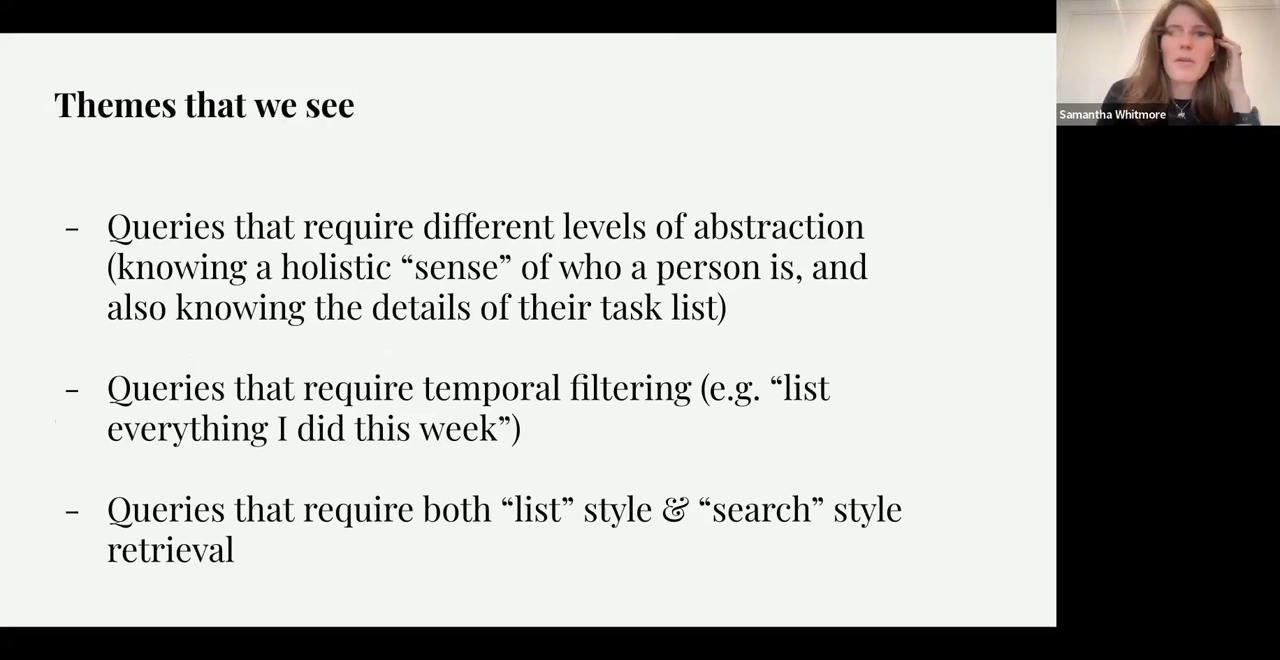 Themes that we see
- Queries that require different levels of abstraction
(knowing a holistic “sense” of who a person is, and
also knowing the details of their task list)
- Queries that require temporal filtering (e.g. “list
everything I did this week”)
- Queries that require both “list” style & “search” style
retrieval
Samantha Whitmore